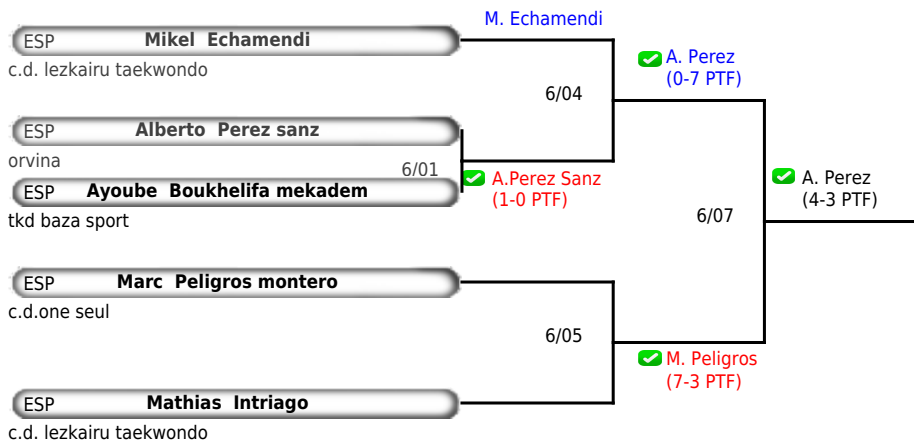 M. Echamendi
ESP Mikel Echamendi
c.d. lezkairu taekwondo
A. Perez
(0-7 PTF)
6/04
ESP Alberto Perez sanz
orvina
6/01
A.Perez Sanz
(1-0 PTF)
ESP Ayoube Boukhelifa mekadem
tkd baza sport
A. Perez
(4-3 PTF)
6/07
ESP Marc Peligros montero
c.d.one seul
6/05
M. Peligros
(7-3 PTF)
ESP Mathias Intriago
c.d. lezkairu taekwondo